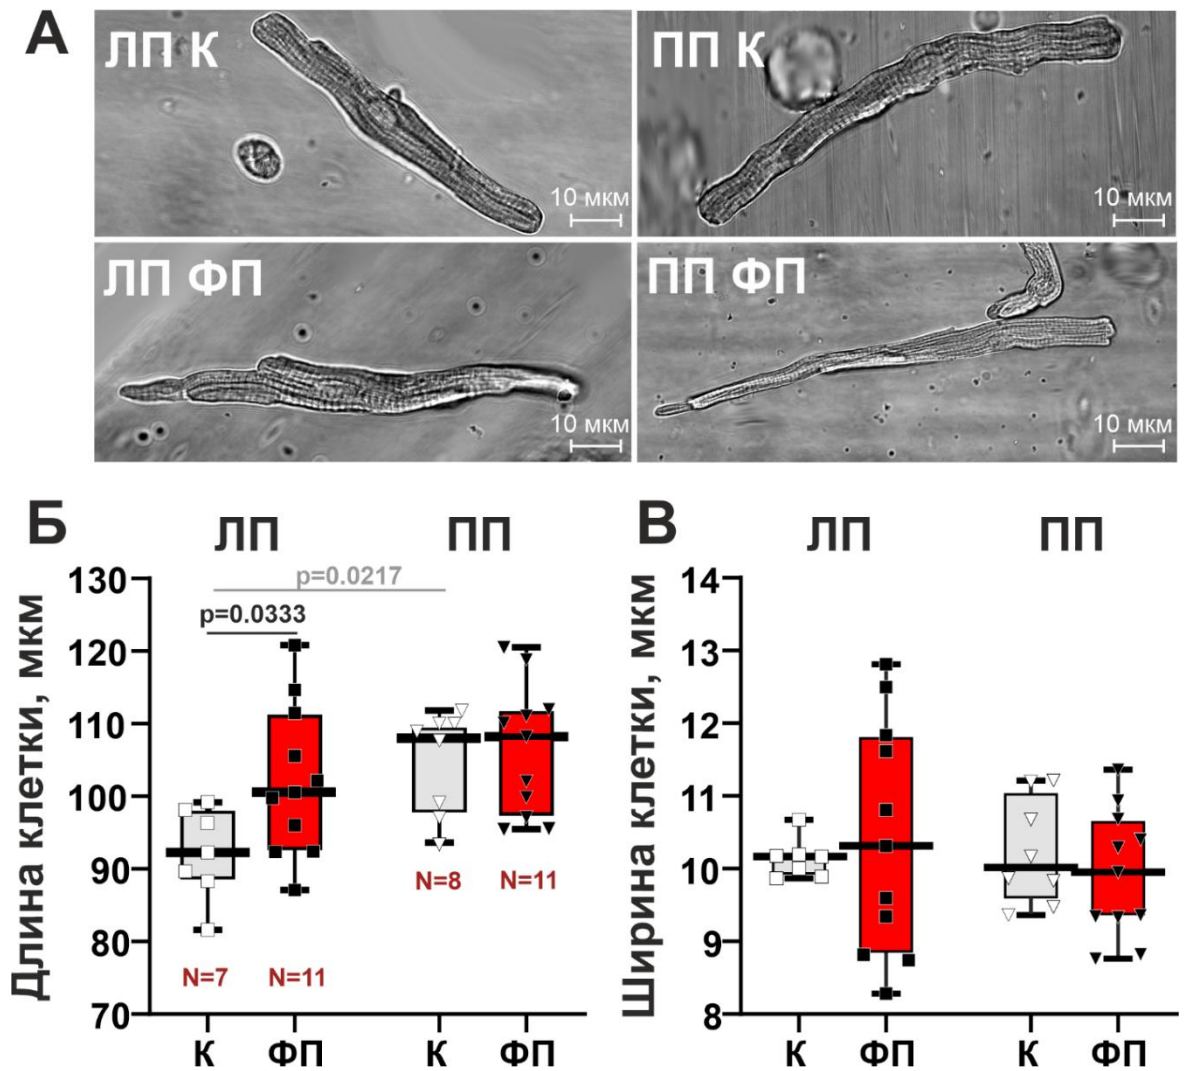 А
ЛП К
10 мкм
ПП К
10 мкм
ЛП ФП
10 мкм
ПП ФП
10 мкм
Б
ЛП
ПП
Длина клетки, мкм
130
120
110
100
90
80
70
p=0.0217
p=0.0333
N=7
N=11
N=8
N=11
К
ФП
К
ФП
В
ЛП
ПП
Ширина клетки, мкм
14
13
12
11
10
9
8
К
ФП
К
ФП